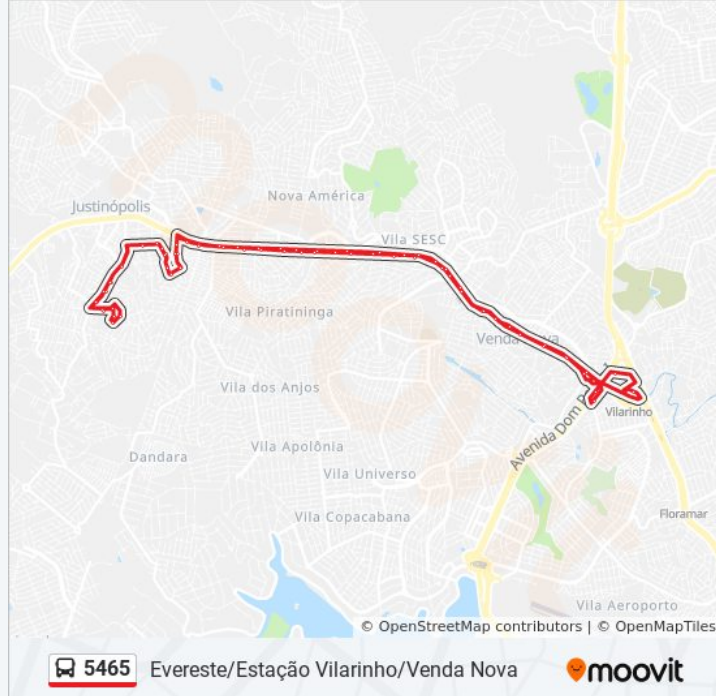 Nova América
Justinópolis
Vila SESC
Vila Piratininga
Venda
Vila dos Anjos
Vilarinho
Avenida Dom
Vila Apolônia
Dandara
Vila Universo
Vila Copacabana
Floramar
Vila Aeroporto
© OpenStreetMap contributors | © OpenMapTiles
5465 Evereste/Estação Vilarinho/Venda Nova moovit